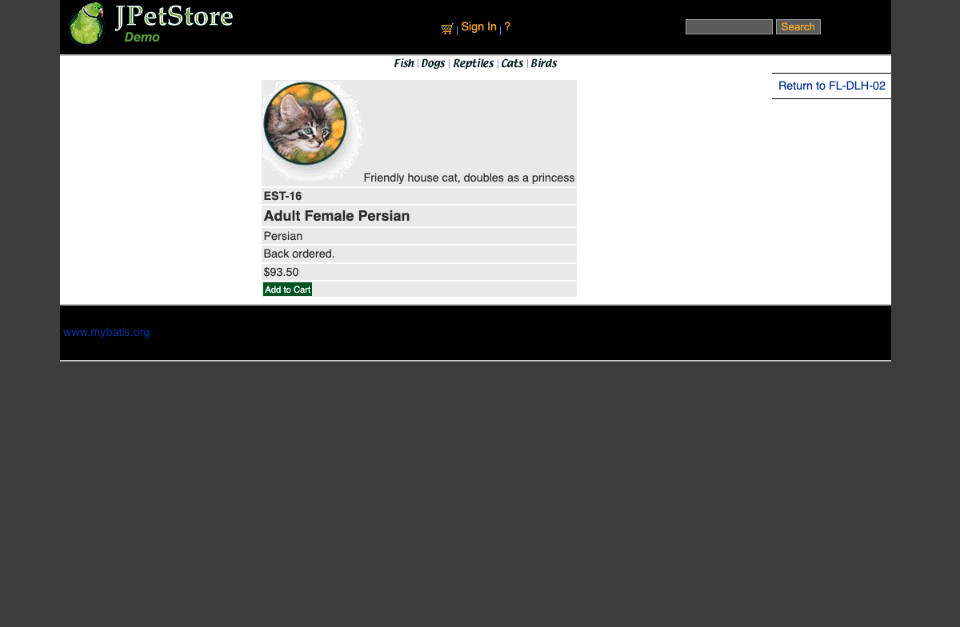 JPetStore
Demo
| Sign In | ?
Search
Fish | Dogs | Reptiles | Cats | Birds
Return to FL-DLH-02
Friendly house cat, doubles as a princess
EST-16
Adult Female Persian
Persian
Back ordered.
$93.50
Add to Cart
www.mybatis.org